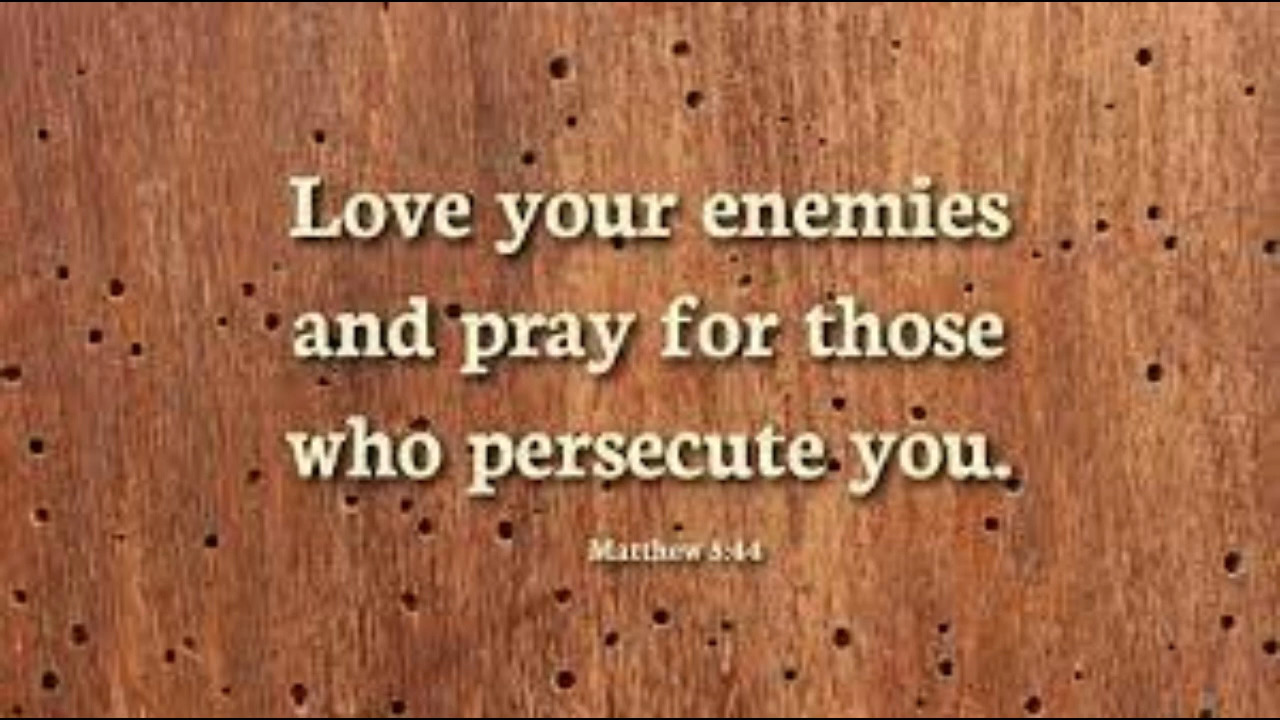 Love your enemies
and pray for those
who persecute you.
Matthew 5:44